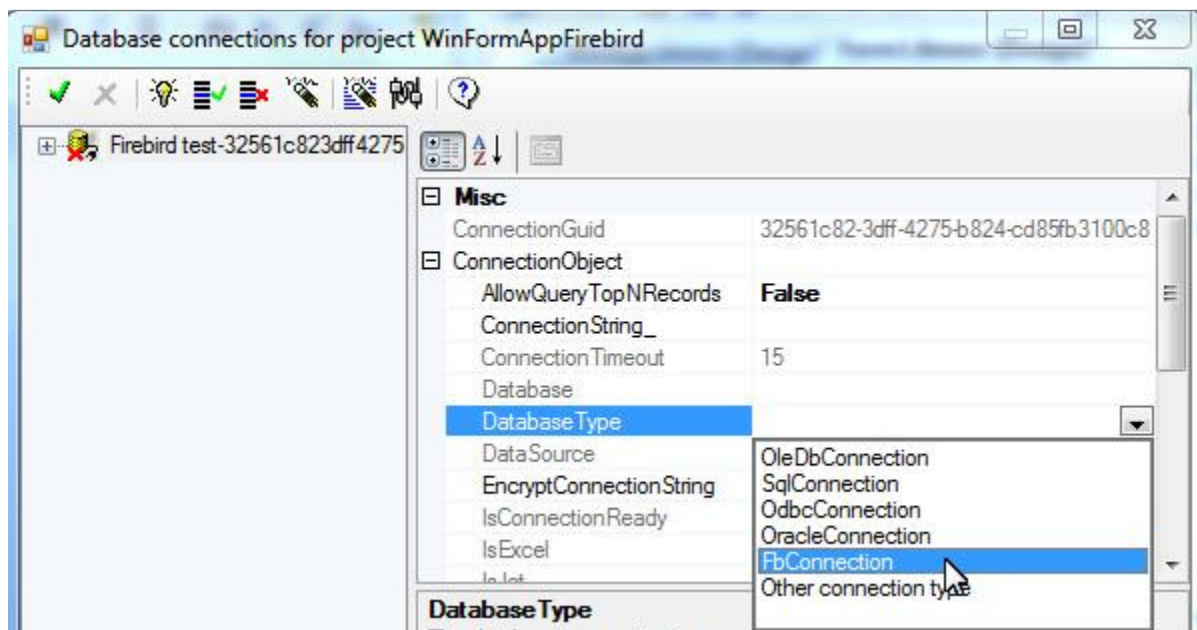 Database connections for project WinFormAppFirebird
Firebird test-32561c823dff4275
Misc
ConnectionGuid 32561c82-3dff-4275-b824-cd85fb3100c8
ConnectionObject
AllowQueryTopNRecords False
ConnectionString_
ConnectionTimeout 15
Database
DatabaseType
DataSource
OleDbConnection
EncryptConnectionString
SqlConnection
OdbcConnection
IsConnectionReady
OracleConnection
IsExcel
FbConnection
Other connection type
DatabaseType